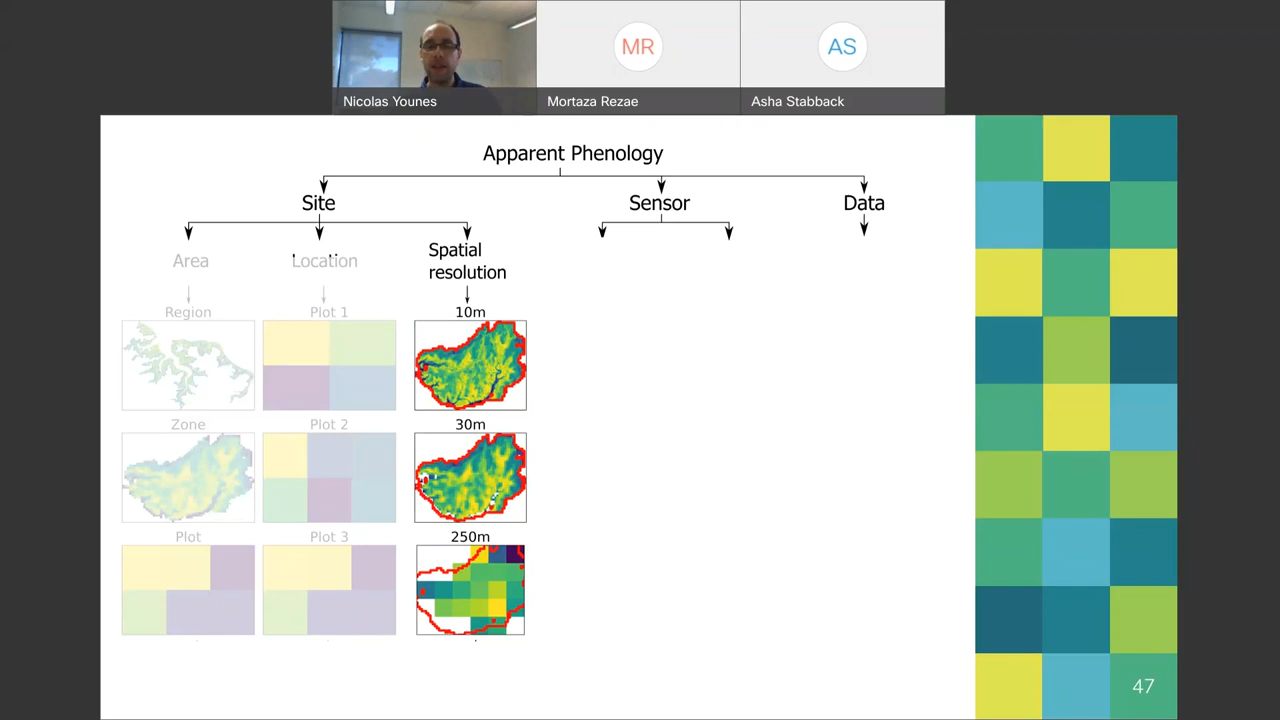 MR
AS
Nicolas Younes
Mortaza Rezae
Asha Stabback
Apparent Phenology
Site
Sensor
Data
Area
Location
Spatial
resolution
Region
Plot 1
10m
Zone
Plot 2
30m
Plot
Plot 3
250m
47